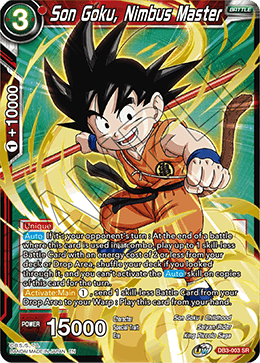 3
Son Goku, Nimbus Master
BATTLE
1 +10000
Unique
Auto If it's your opponent's turn : At the end of a battle
where this card is used in a combo, play up to 1 skill-less
Battle Card with an energy cost of 2 or less from your
deck or Drop Area, shuffle your deck if you looked
through it, and you can't activate the Auto skill on copies
of this card for the turn.
Activate:Main 1 , send 1 skill-less Battle Card from your
Drop Area to your Warp : Play this card from your hand.
POWER 15000
Character Son Goku : Childhood
Special Trait Saiyan
Era King Piccolo Saga
DB3-003 SR